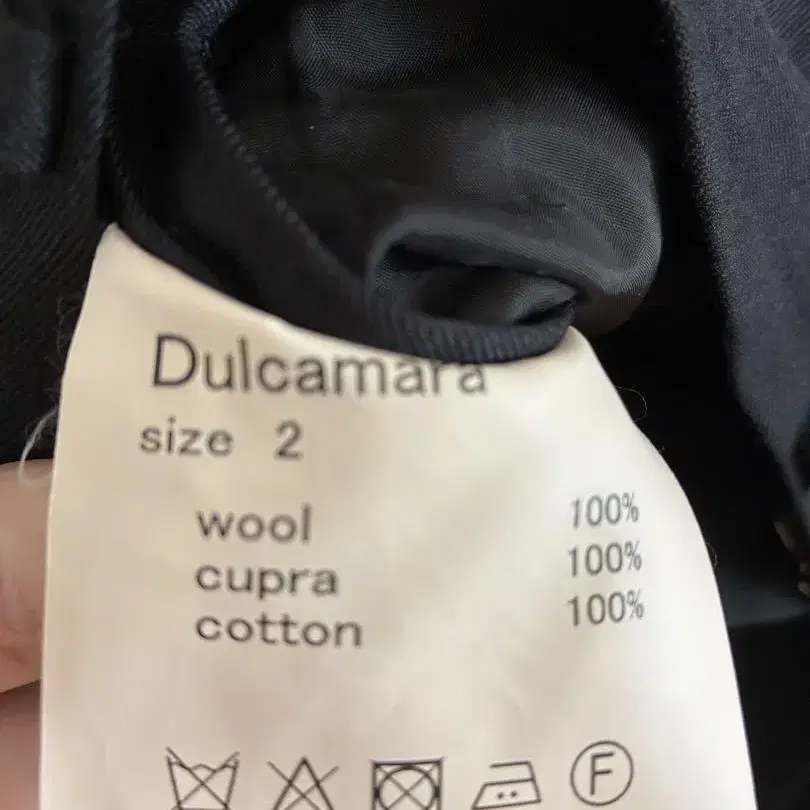 Dulcamara
size 2
wool 100%
cupra 100%
cotton 100%
F